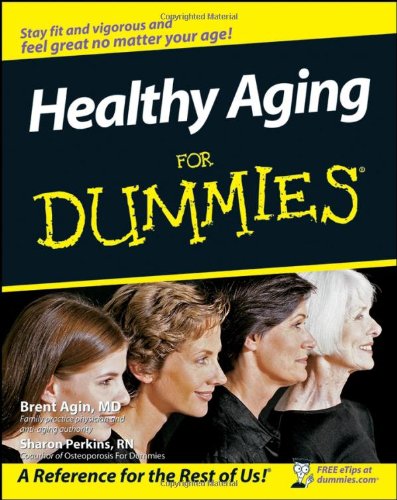 Copyrighted Material
Stay fit and vigorous and
feel great no matter your age!
Healthy Aging
FOR
DUMMIES®
Brent Agin, MD
Family practice physician and
anti-aging authority
Sharon Perkins, RN
Coauthor of Osteoporosis For Dummies
A Reference for the Rest of Us!®
FREE eTips at
dummies.com®